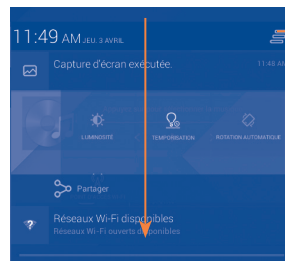 11:49 AM JEU. 3 AVRIL
Capture d'écran exécutée. 11:48 AM
LUMINOSITÉ TEMPORISATION ROTATION AUTOMATIQUE
Partager
Réseaux Wi-Fi disponibles
Réseaux Wi-Fi ouverts disponibles